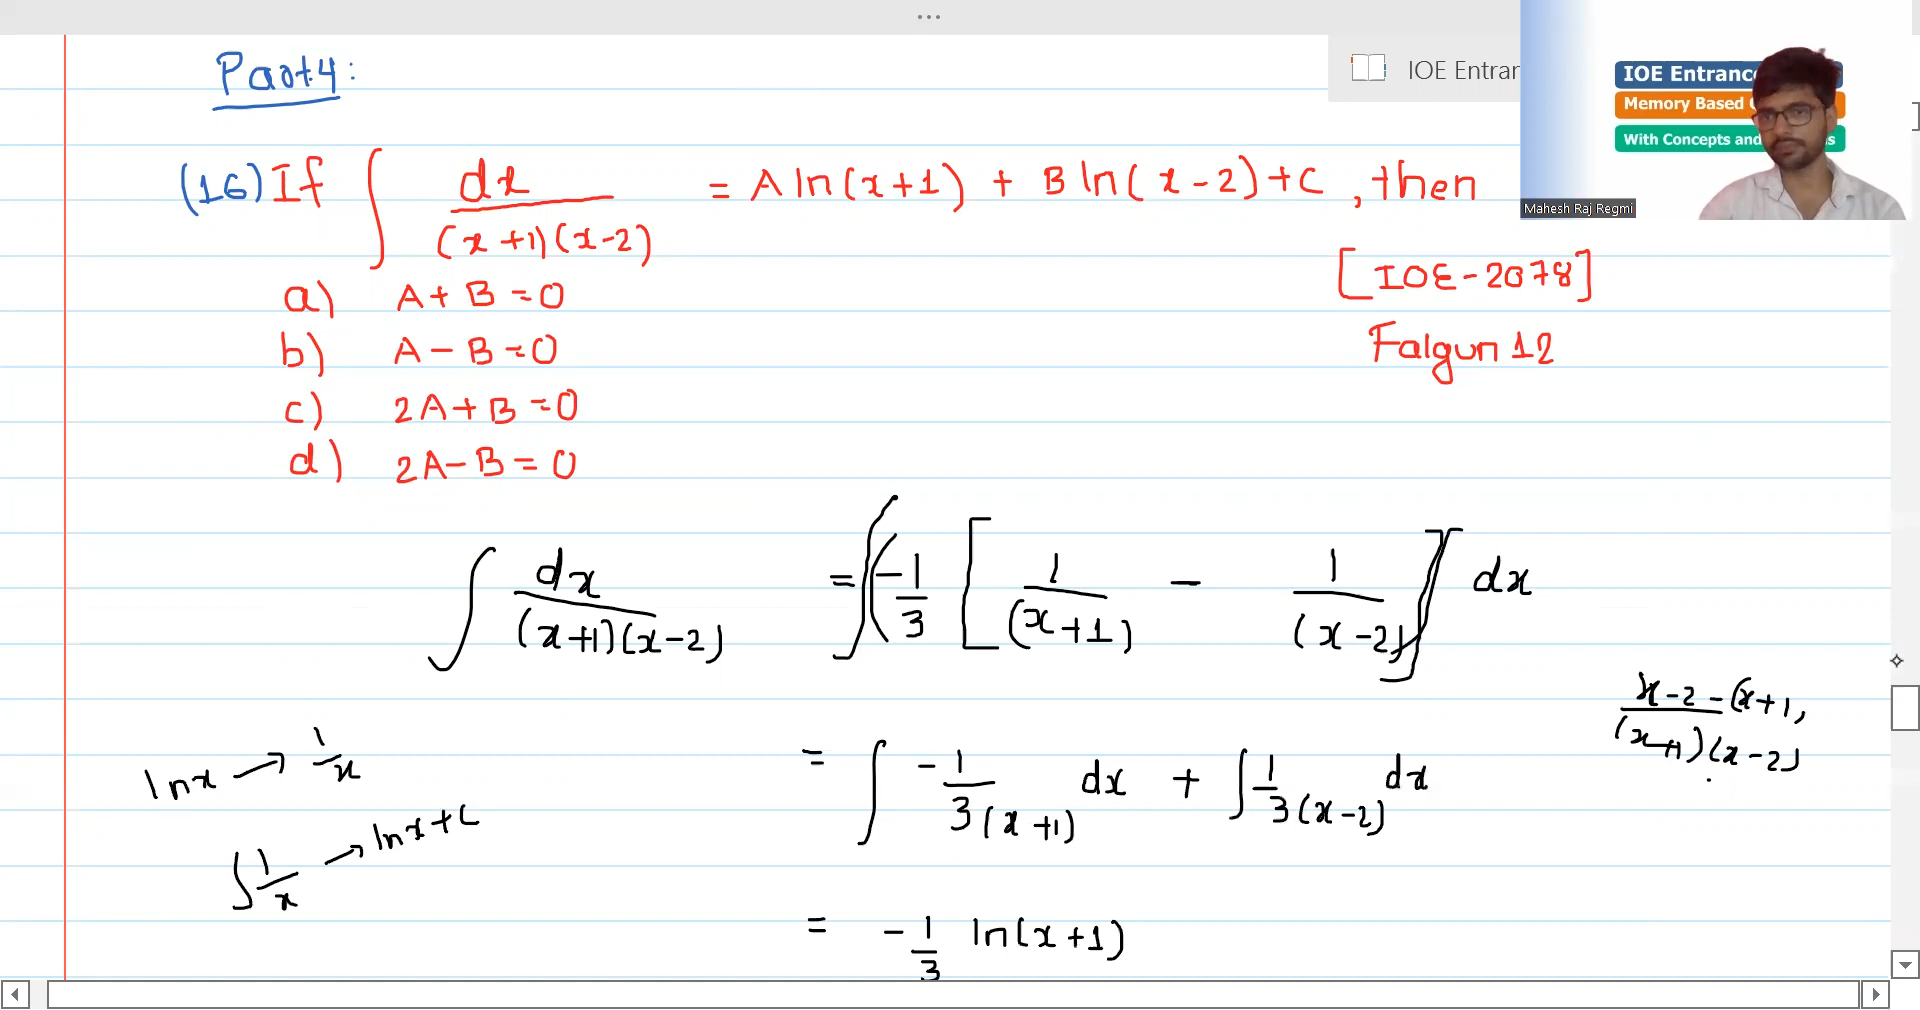 Part 4:
IOE Entran
IOE Entrance
Memory Based
With Concepts and
Mahesh Raj Regmi
(16) If ∫ dx / (x+1)(x-2) = A ln(x+1) + B ln(x-2) + C, then
[IOE-2078]
Falgun 12
a) A + B = 0
b) A - B = 0
c) 2A + B = 0
d) 2A - B = 0
∫ dx / (x+1)(x-2) = ∫ (-1/3 [ 1/(x+1) - 1/(x-2) ] dx
x-2-(x+1, / (x+1)(x-2)
ln x → 1/x
= ∫ -1/3(x+1) dx + ∫ 1/3(x-2) dx
∫ 1/x → ln x + c
= -1/3 ln(x+1)